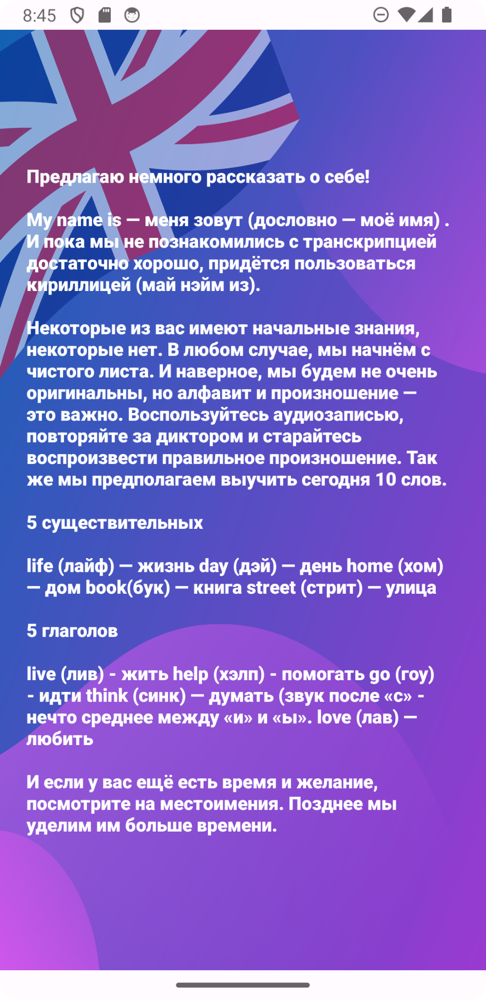 8:45
Предлагаю немного рассказать о себе!
My name is — меня зовут (дословно — моё имя) .
И пока мы не познакомились с транскрипцией
достаточно хорошо, придётся пользоваться
кириллицей (май нэйм из).
Некоторые из вас имеют начальные знания,
некоторые нет. В любом случае, мы начнём с
чистого листа. И наверное, мы будем не очень
оригинальны, но алфавит и произношение —
это важно. Воспользуйтесь аудиозаписью,
повторяйте за диктором и старайтесь
воспроизвести правильное произношение. Так
же мы предполагаем выучить сегодня 10 слов.
5 существительных
life (лайф) — жизнь day (дэй) — день home (хом)
— дом book(бук) — книга street (стрит) — улица
5 глаголов
live (лив) - жить help (хэлп) - помогать go (гоу)
- идти think (синк) — думать (звук после «с» -
нечто среднее между «и» и «ы». love (лав) —
любить
И если у вас ещё есть время и желание,
посмотрите на местоимения. Позднее мы
уделим им больше времени.